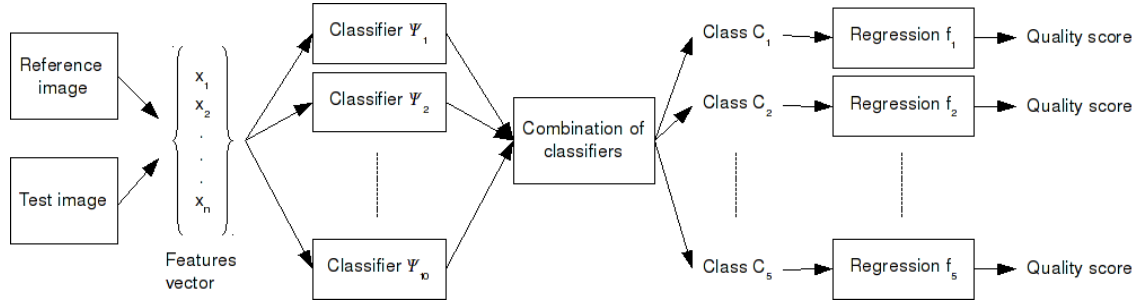 Reference
image
Test image
x₁
x₂
.
.
.
xₙ
Features
vector
Classifier Ψ₁
Classifier Ψ₂
Classifier Ψ₁₀
Combination of
classifiers
Class C₁
Regression f₁
Quality score
Class C₂
Regression f₂
Quality score
Class C₅
Regression f₅
Quality score